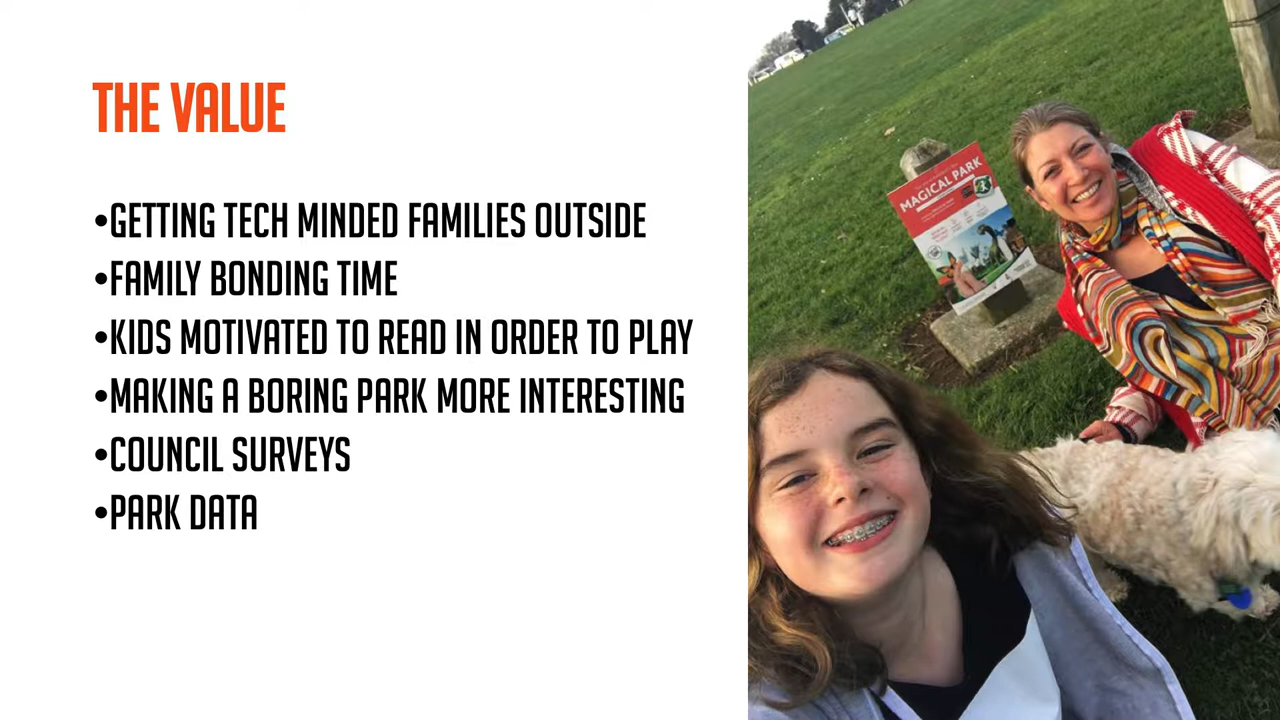 THE VALUE
•GETTING TECH MINDED FAMILIES OUTSIDE
•FAMILY BONDING TIME
•KIDS MOTIVATED TO READ IN ORDER TO PLAY
•MAKING A BORING PARK MORE INTERESTING
•COUNCIL SURVEYS
•PARK DATA
MAGICAL PARK